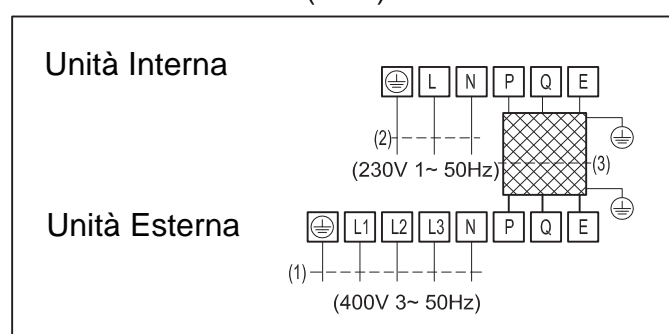 Unità Interna
L N P Q E
(2)
(230V 1~ 50Hz)
(3)
Unità Esterna
L1 L2 L3 N P Q E
(1)
(400V 3~ 50Hz)